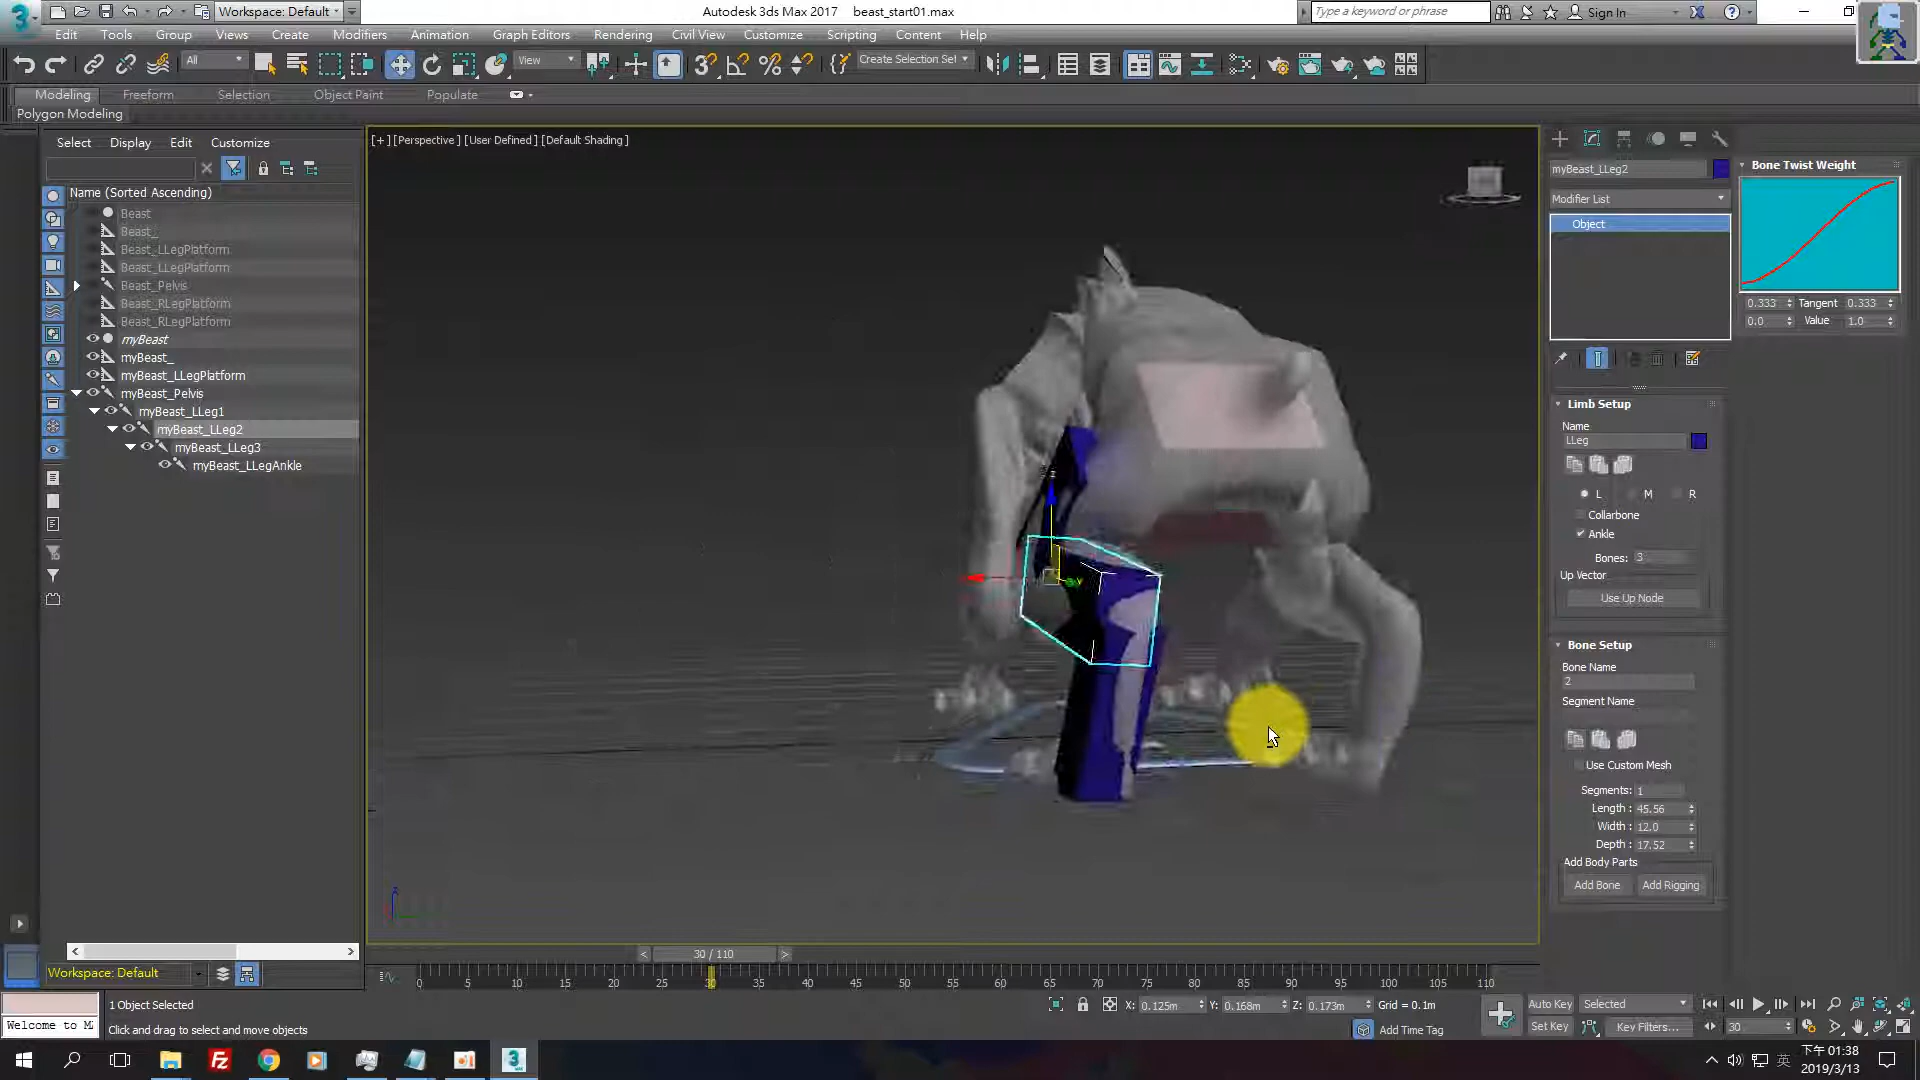 Workspace: Default
Autodesk 3ds Max 2017 beast_start01.max
Type a keyword or phrase
Sign In
Edit Tools Group Views Create Modifiers Animation Graph Editors Rendering Civil View Customize Scripting Content Help
All
View
Create Selection Set
Modeling Freeform Selection Object Paint Populate
Polygon Modeling
Select Display Edit Customize
Name (Sorted Ascending)
Beast
Beast_
Beast_LLegPlatform
Beast_LLegPlatform
Beast_Pelvis
Beast_RLegPlatform
Beast_RLegPlatform
myBeast
myBeast_
myBeast_LLegPlatform
myBeast_Pelvis
myBeast_LLeg1
myBeast_LLeg2
myBeast_LLeg3
myBeast_LLegAnkle
[+] [Perspective] [User Defined] [Default Shading]
myBeast_LLeg2
Modifier List
Object
Bone Twist Weight
0.333 Tangent 0.333
0.0 Value 1.0
Limb Setup
Name
LLeg
L M R
Collarbone
Ankle
Bones: 3
Up Vector
Use Up Node
Bone Setup
Bone Name
2
Segment Name
Use Custom Mesh
Segments: 1
Length : 45.56
Width : 12.0
Depth : 17.52
Add Body Parts
Add Bone Add Rigging
30 / 110
Workspace: Default
0 5 10 15 20 25 30 35 40 45 50 55 60 65 70 75 80 85 90 95 100 105 110
1 Object Selected
X: 0.125m Y: 0.168m Z: 0.173m Grid = 0.1m
Auto Key Selected
Welcome to M
Click and drag to select and move objects
Add Time Tag
Set Key Key Filters...
30
英
下午 01:38
2019/3/13